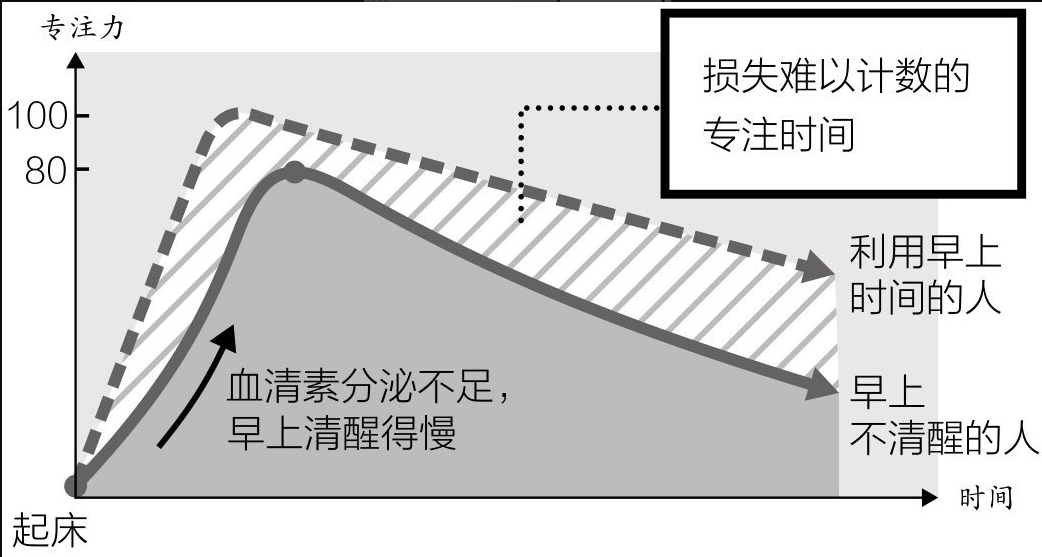 专注力
100
80
损失难以计数的
专注时间
利用早上
时间的人
血清素分泌不足，
早上清醒得慢
早上
不清醒的人
时间
起床